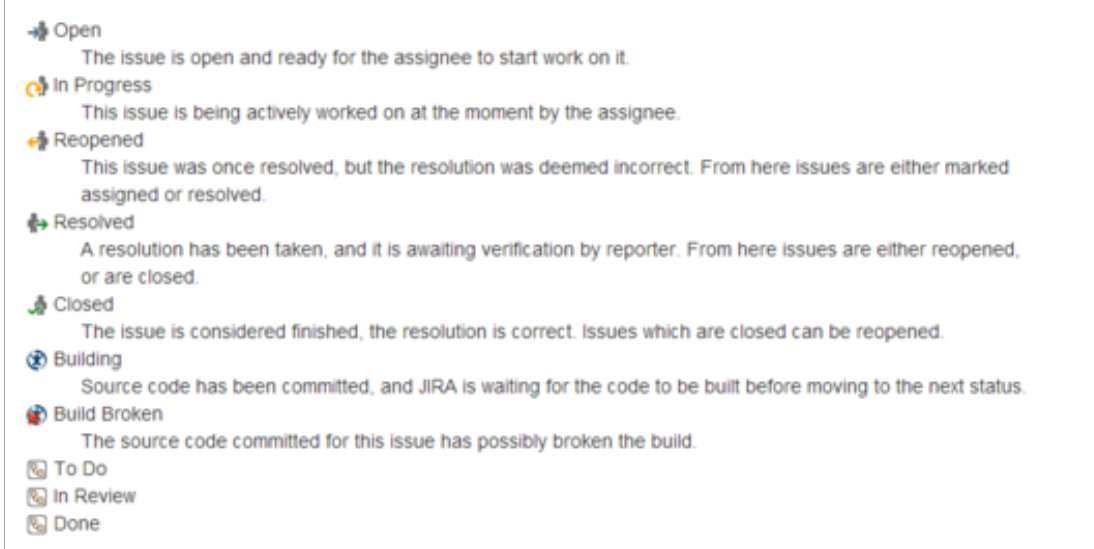 Open
The issue is open and ready for the assignee to start work on it.
In Progress
This issue is being actively worked on at the moment by the assignee.
Reopened
This issue was once resolved, but the resolution was deemed incorrect. From here issues are either marked
assigned or resolved.
Resolved
A resolution has been taken, and it is awaiting verification by reporter. From here issues are either reopened,
or are closed.
Closed
The issue is considered finished, the resolution is correct. Issues which are closed can be reopened.
Building
Source code has been committed, and JIRA is waiting for the code to be built before moving to the next status.
Build Broken
The source code committed for this issue has possibly broken the build.
To Do
In Review
Done